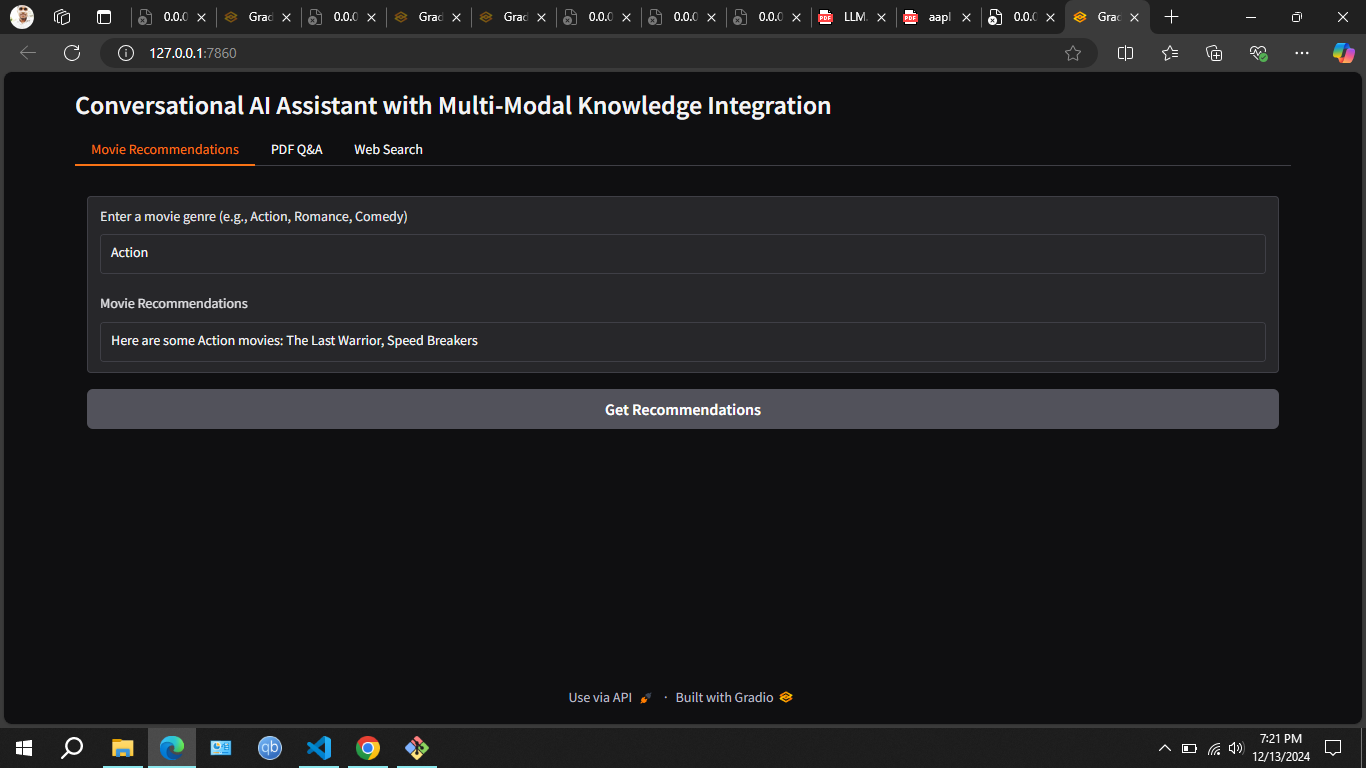 0.0.0 Grad 0.0.0 Grad Grad 0.0.0 0.0.0 0.0.0 LLM. aapl 0.0.0 Grad
127.0.0.1:7860
Conversational AI Assistant with Multi-Modal Knowledge Integration
Movie Recommendations PDF Q&A Web Search
Enter a movie genre (e.g., Action, Romance, Comedy)
Action
Movie Recommendations
Here are some Action movies: The Last Warrior, Speed Breakers
Get Recommendations
Use via API · Built with Gradio
qb
7:21 PM
12/13/2024